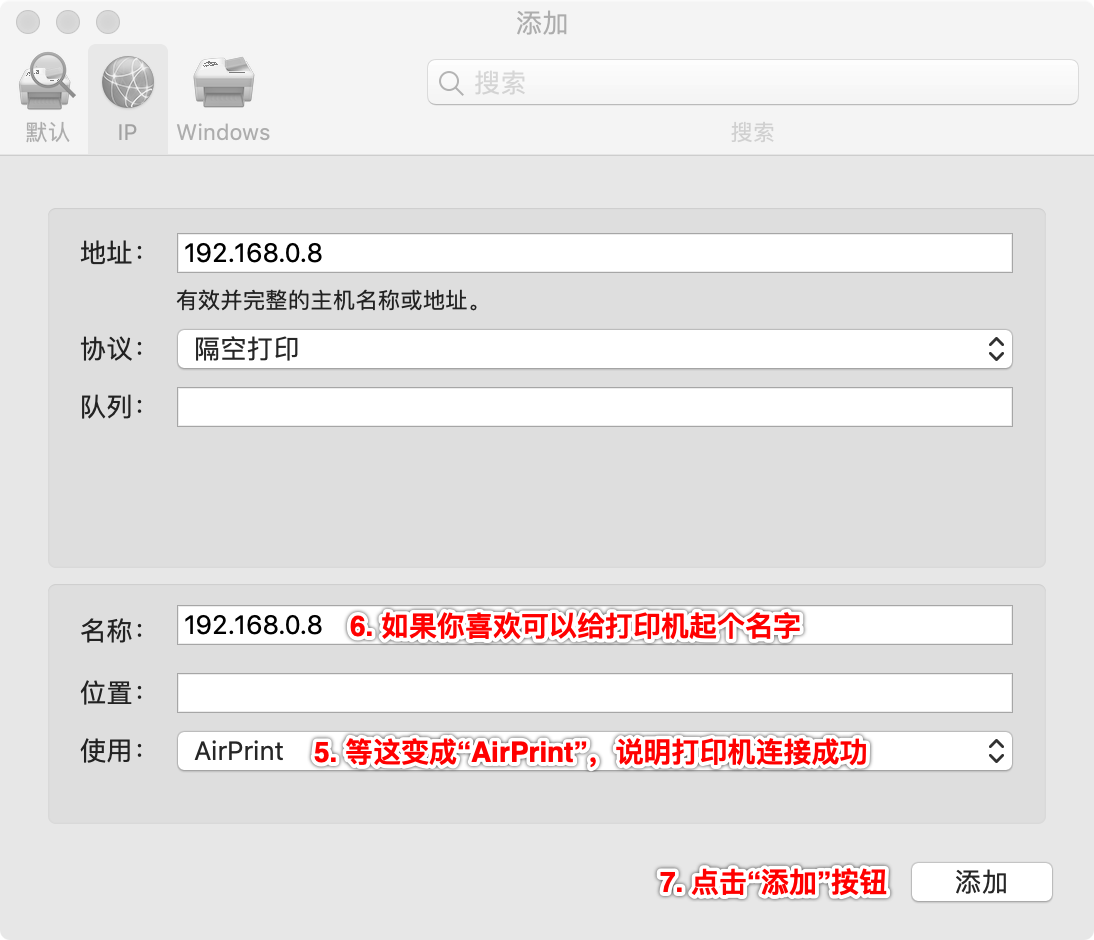 添加
搜索
默认
IP
Windows
搜索
地址：
192.168.0.8
有效并完整的主机名称或地址。
协议：
隔空打印
队列：
名称：
192.168.0.8
6. 如果你喜欢可以给打印机起个名字
位置：
使用：
AirPrint
5. 等这变成“AirPrint”，说明打印机连接成功
7. 点击“添加”按钮
添加